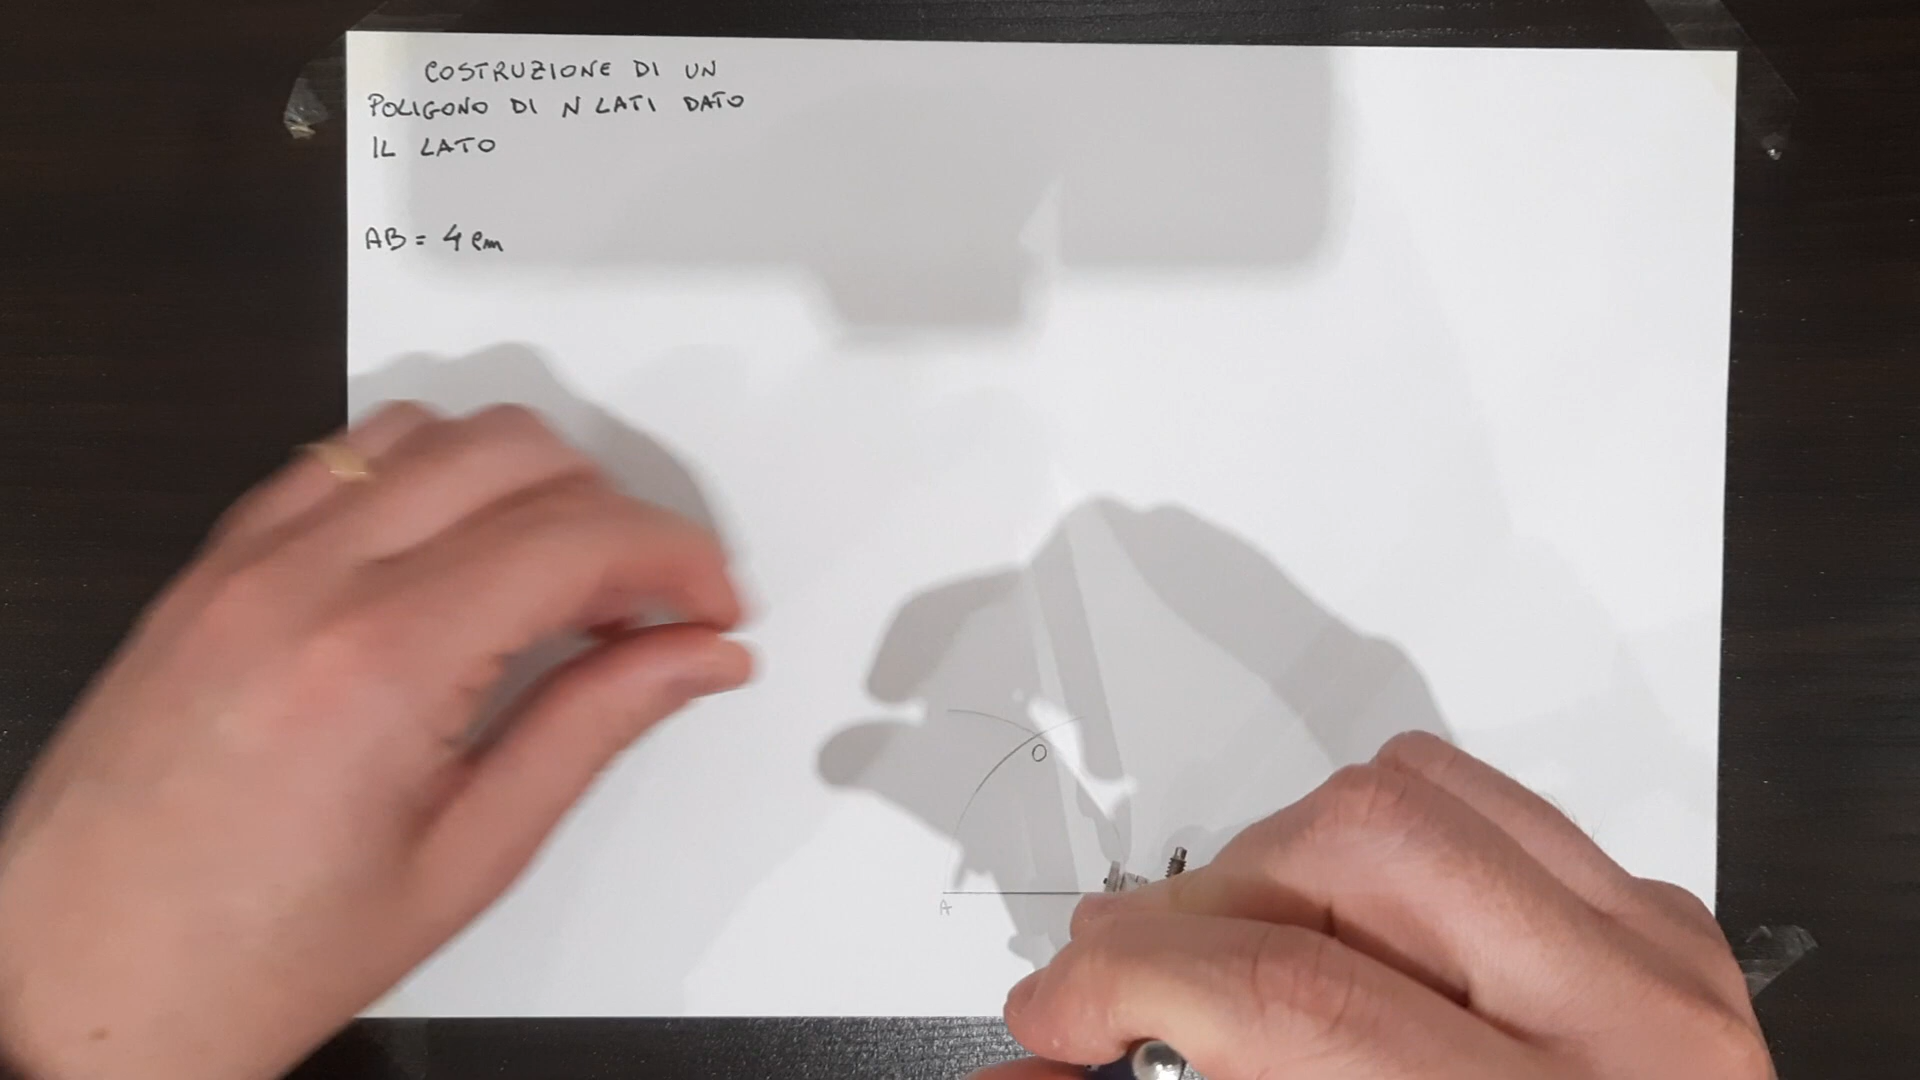 COSTRUZIONE DI UN
POLIGONO DI N LATI DATO
IL LATO
AB = 4 cm
O
A